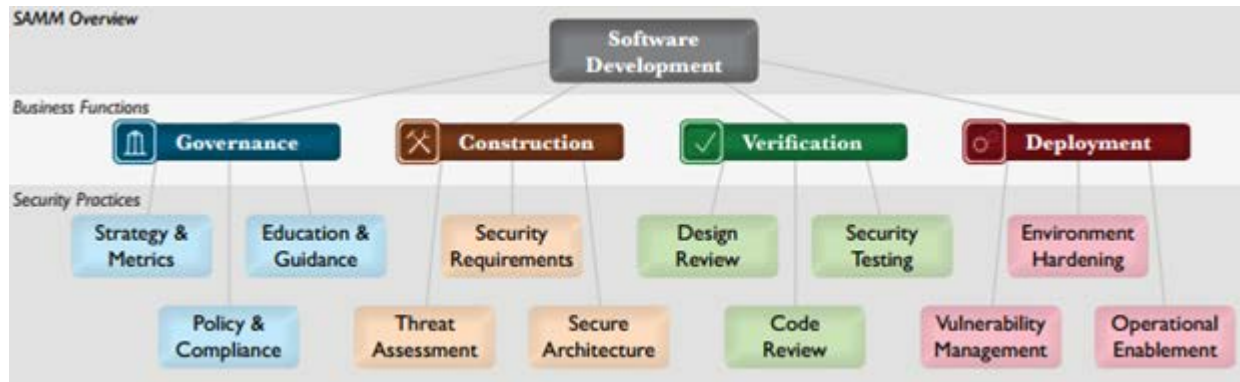 SAMM Overview
Software
Development
Business Functions
Governance
Construction
Verification
Deployment
Security Practices
Strategy &
Metrics
Education &
Guidance
Security
Requirements
Design
Review
Security
Testing
Environment
Hardening
Policy &
Compliance
Threat
Assessment
Secure
Architecture
Code
Review
Vulnerability
Management
Operational
Enablement